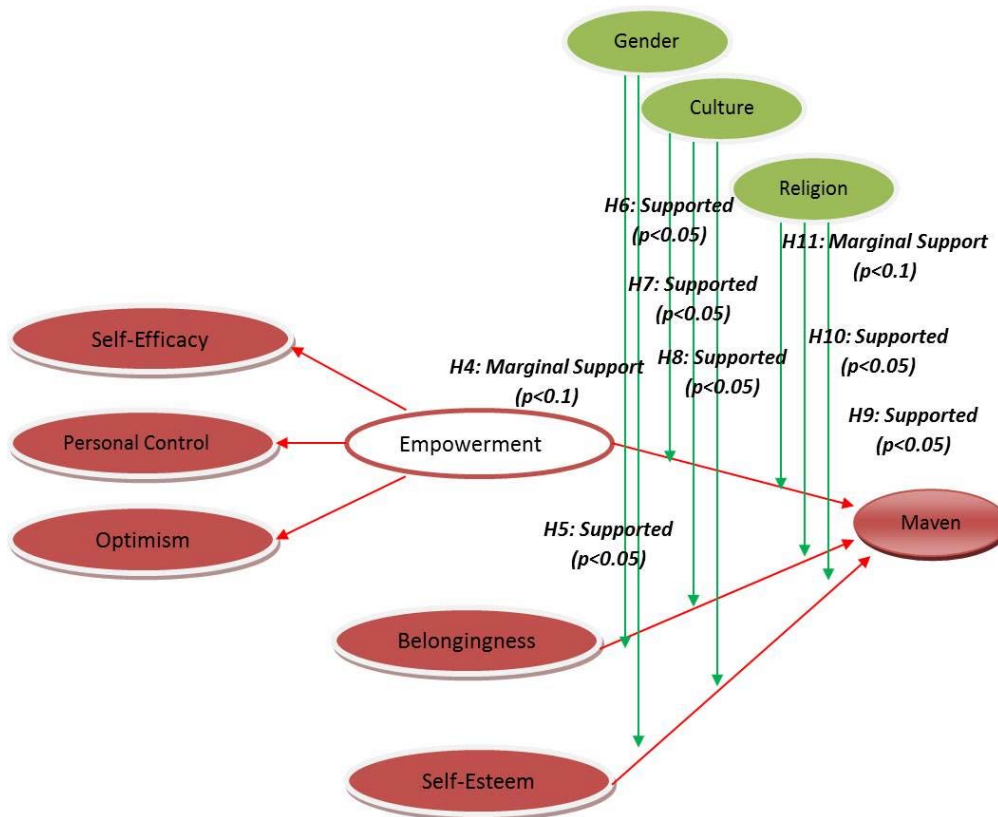 Gender
Culture
Religion
H6: Supported
(p<0.05)
H11: Marginal Support
(p<0.1)
H7: Supported
(p<0.05)
Self-Efficacy
H4: Marginal Support
(p<0.1)
H8: Supported
(p<0.05)
H10: Supported
(p<0.05)
H9: Supported
(p<0.05)
Personal Control
Empowerment
Optimism
Maven
H5: Supported
(p<0.05)
Belongingness
Self-Esteem